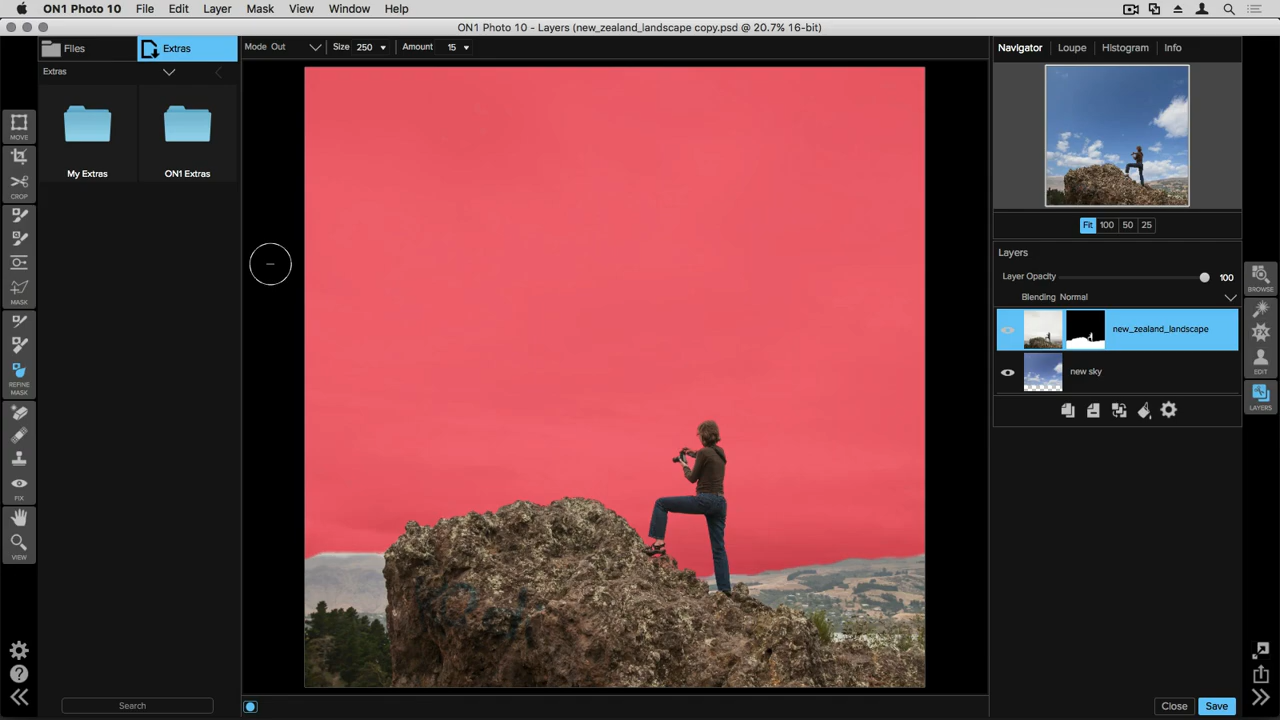 ON1 Photo 10 File Edit Layer Mask View Window Help
ON1 Photo 10 - Layers (new_zealand_landscape copy.psd @ 20.7% 16-bit)
Files Extras
Mode Out Size 250 Amount 15
Navigator Loupe Histogram Info
Extras
My Extras ON1 Extras
MOVE
CROP
MASK
REFINE
MASK
FIX
VIEW
Fit 100 50 25
Layers
Layer Opacity 100
Blending Normal
new_zealand_landscape
new sky
BROWSE
FX
EDIT
LAYERS
Search
Close Save